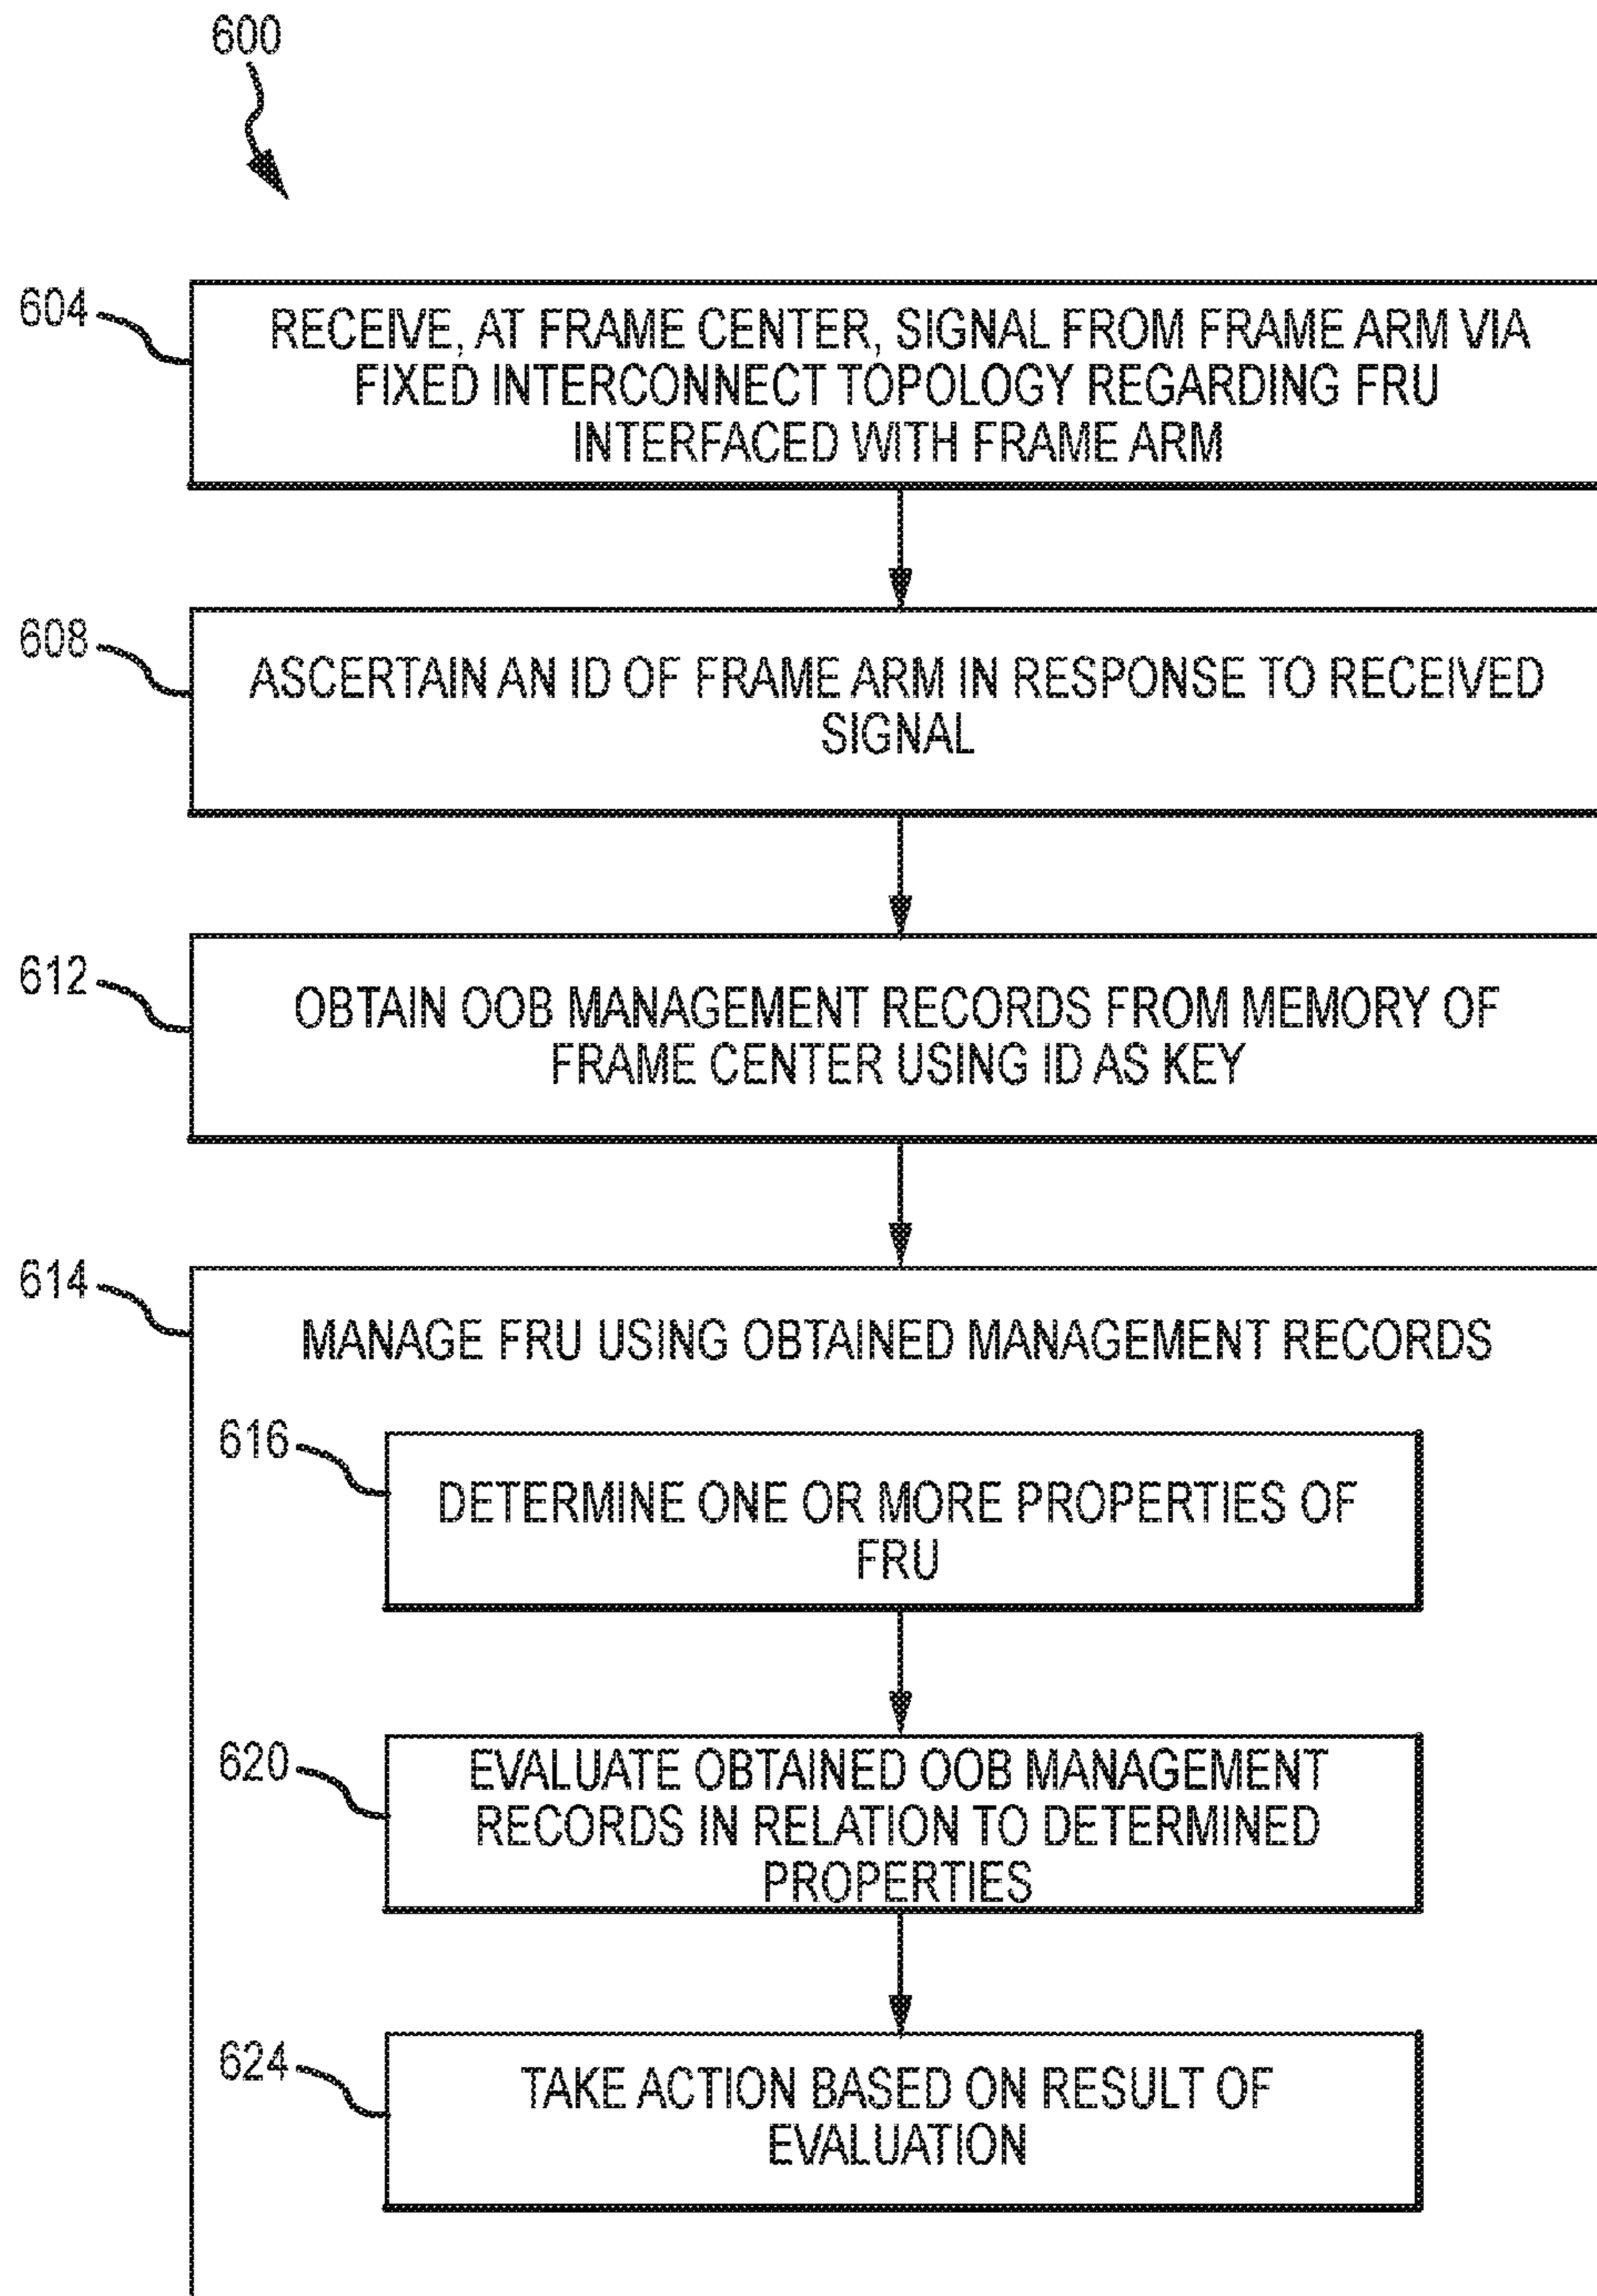 600
604
RECEIVE, AT FRAME CENTER, SIGNAL FROM FRAME ARM VIA
FIXED INTERCONNECT TOPOLOGY REGARDING FRU
INTERFACED WITH FRAME ARM
608
ASCERTAIN AN ID OF FRAME ARM IN RESPONSE TO RECEIVED
SIGNAL
612
OBTAIN OOB MANAGEMENT RECORDS FROM MEMORY OF
FRAME CENTER USING ID AS KEY
614
MANAGE FRU USING OBTAINED MANAGEMENT RECORDS
616
DETERMINE ONE OR MORE PROPERTIES OF
FRU
620
EVALUATE OBTAINED OOB MANAGEMENT
RECORDS IN RELATION TO DETERMINED
PROPERTIES
624
TAKE ACTION BASED ON RESULT OF
EVALUATION